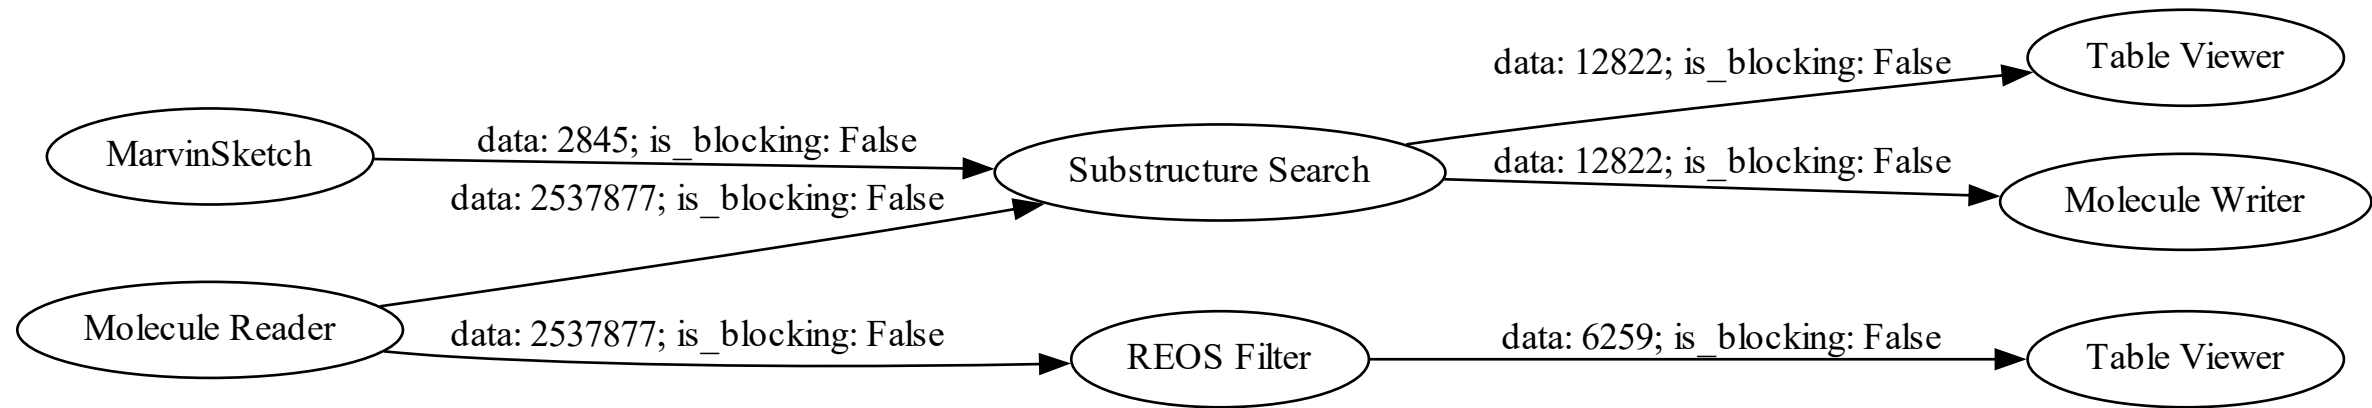 Table Viewer
data: 12822; is_blocking: False
MarvinSketch
data: 2845; is_blocking: False
Substructure Search
data: 12822; is_blocking: False
data: 2537877; is_blocking: False
Molecule Writer
Molecule Reader
data: 2537877; is_blocking: False
REOS Filter
data: 6259; is_blocking: False
Table Viewer